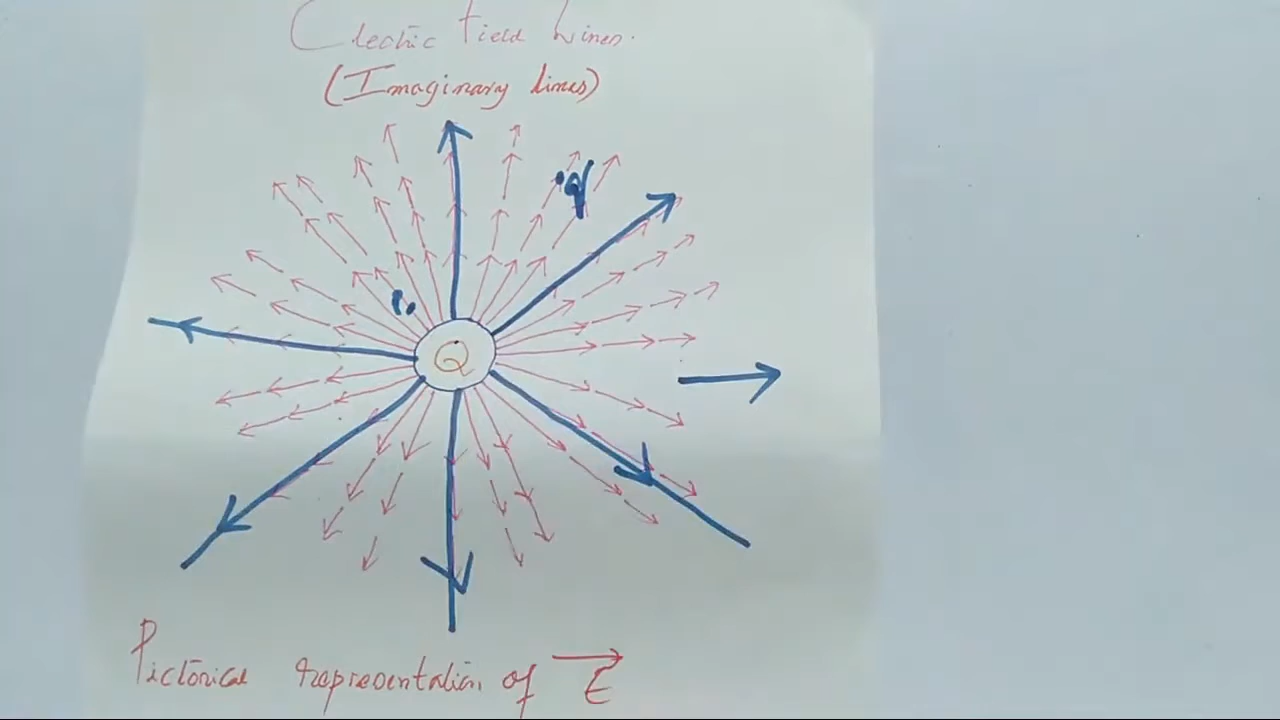 Electric Field Lines.
(Imaginary lines)
q
r
Q
Pictorical representation of E